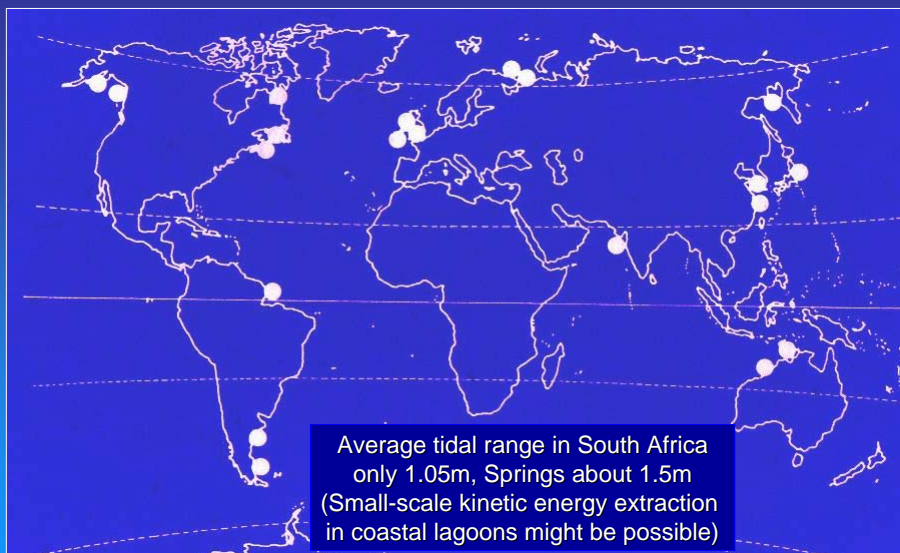 Average tidal range in South Africa
only 1.05m, Springs about 1.5m
(Small-scale kinetic energy extraction
in coastal lagoons might be possible)